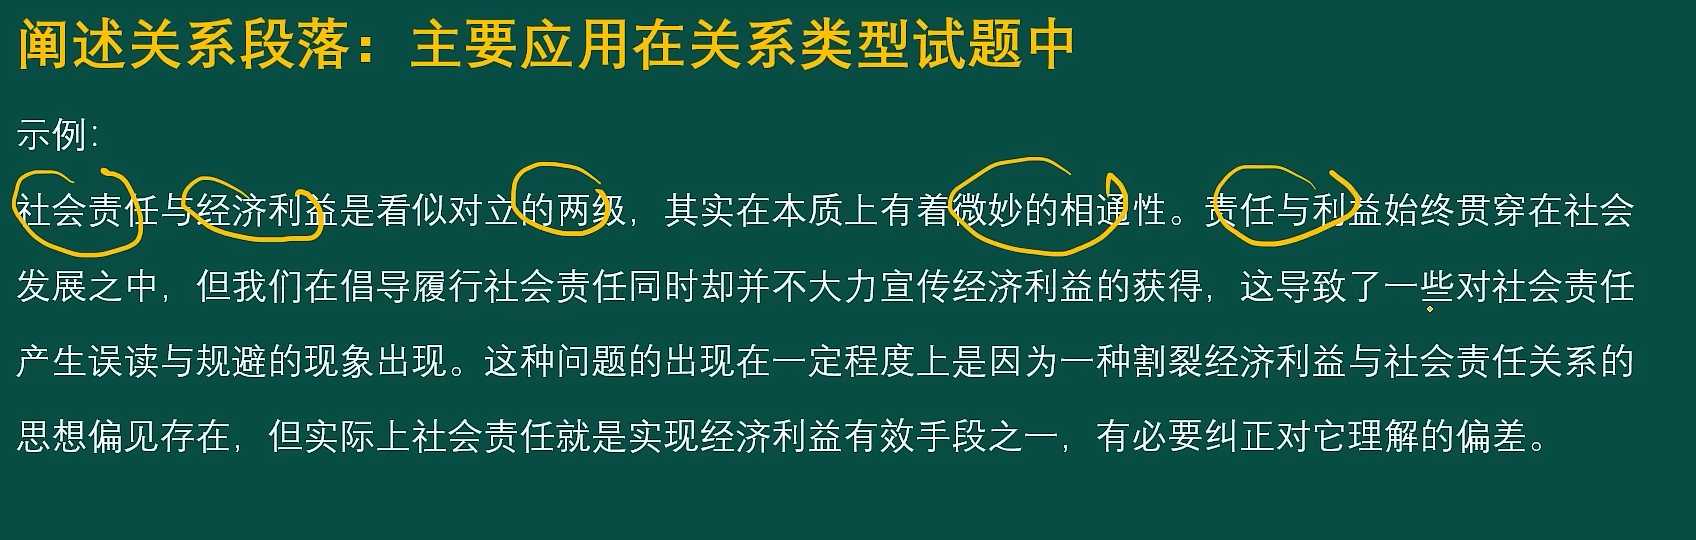 阐述关系段落：主要应用在关系类型试题中
示例：
社会责任与经济利益是看似对立的两级，其实在本质上有着微妙的相通性。责任与利益始终贯穿在社会
发展之中，但我们在倡导履行社会责任同时却并不大力宣传经济利益的获得，这导致了一些对社会责任
产生误读与规避的现象出现。这种问题的出现在一定程度上是因为一种割裂经济利益与社会责任关系的
思想偏见存在，但实际上社会责任就是实现经济利益有效手段之一，有必要纠正对它理解的偏差。